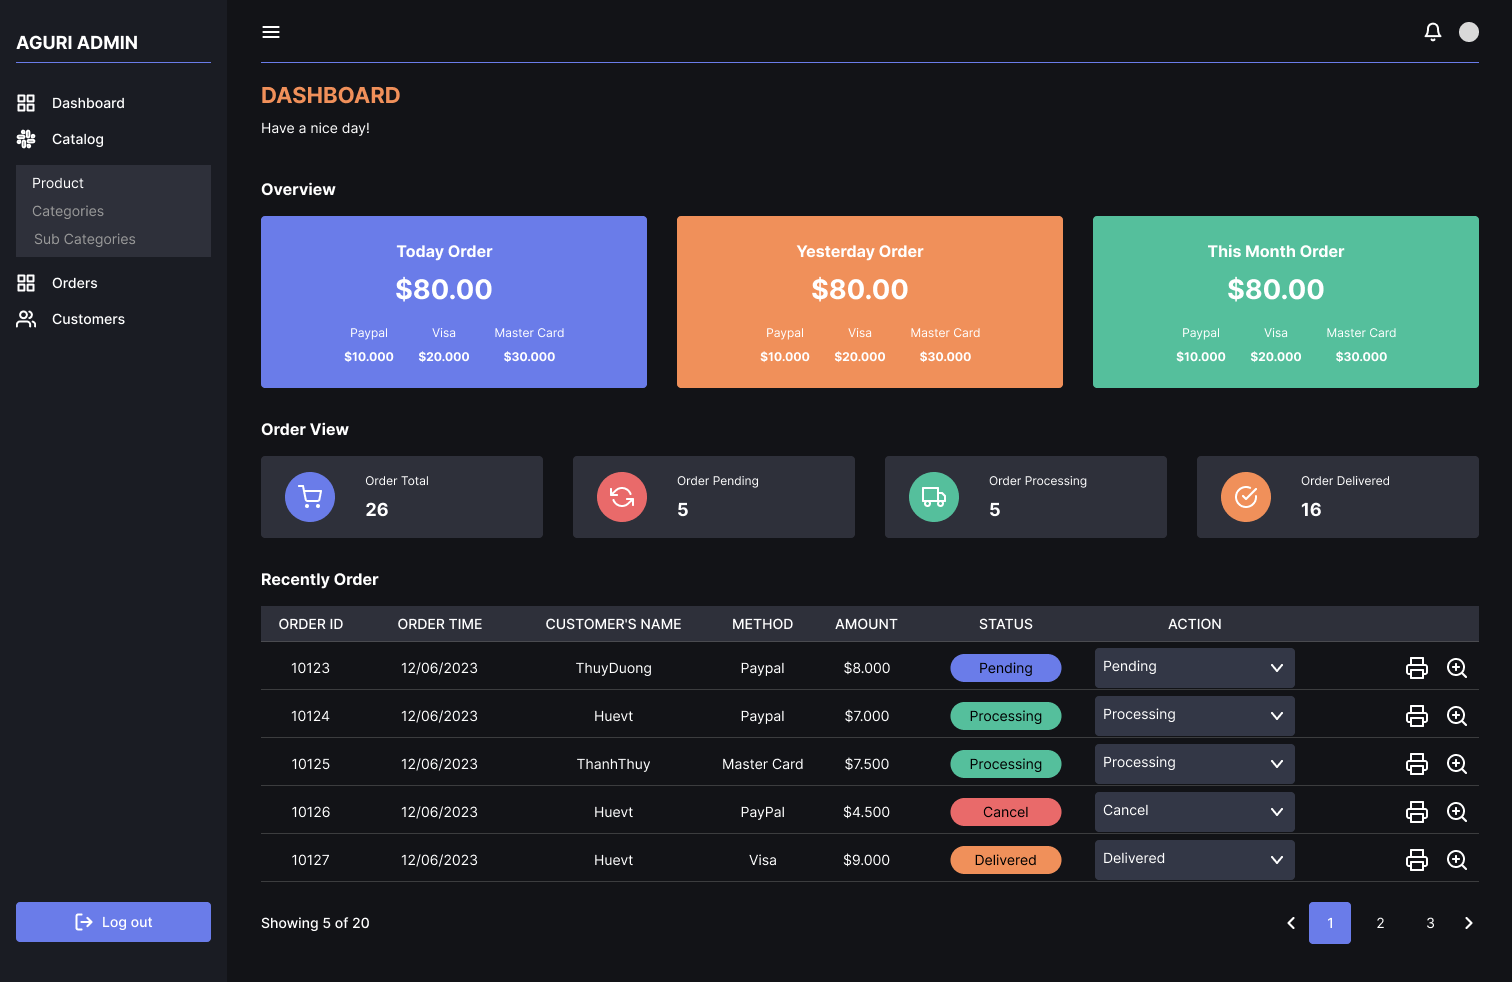 AGURI ADMIN
Dashboard
Catalog
Product
Categories
Sub Categories
Orders
Customers
Log out
DASHBOARD
Have a nice day!
Overview
Today Order
$80.00
Paypal Visa Master Card
$10.000 $20.000 $30.000
Yesterday Order
$80.00
Paypal Visa Master Card
$10.000 $20.000 $30.000
This Month Order
$80.00
Paypal Visa Master Card
$10.000 $20.000 $30.000
Order View
Order Total
26
Order Pending
5
Order Processing
5
Order Delivered
16
Recently Order
ORDER ID ORDER TIME CUSTOMER'S NAME METHOD AMOUNT STATUS ACTION
10123 12/06/2023 ThuyDuong Paypal $8.000 Pending Pending
10124 12/06/2023 Huevt Paypal $7.000 Processing Processing
10125 12/06/2023 ThanhThuy Master Card $7.500 Processing Processing
10126 12/06/2023 Huevt PayPal $4.500 Cancel Cancel
10127 12/06/2023 Huevt Visa $9.000 Delivered Delivered
Showing 5 of 20
1 2 3